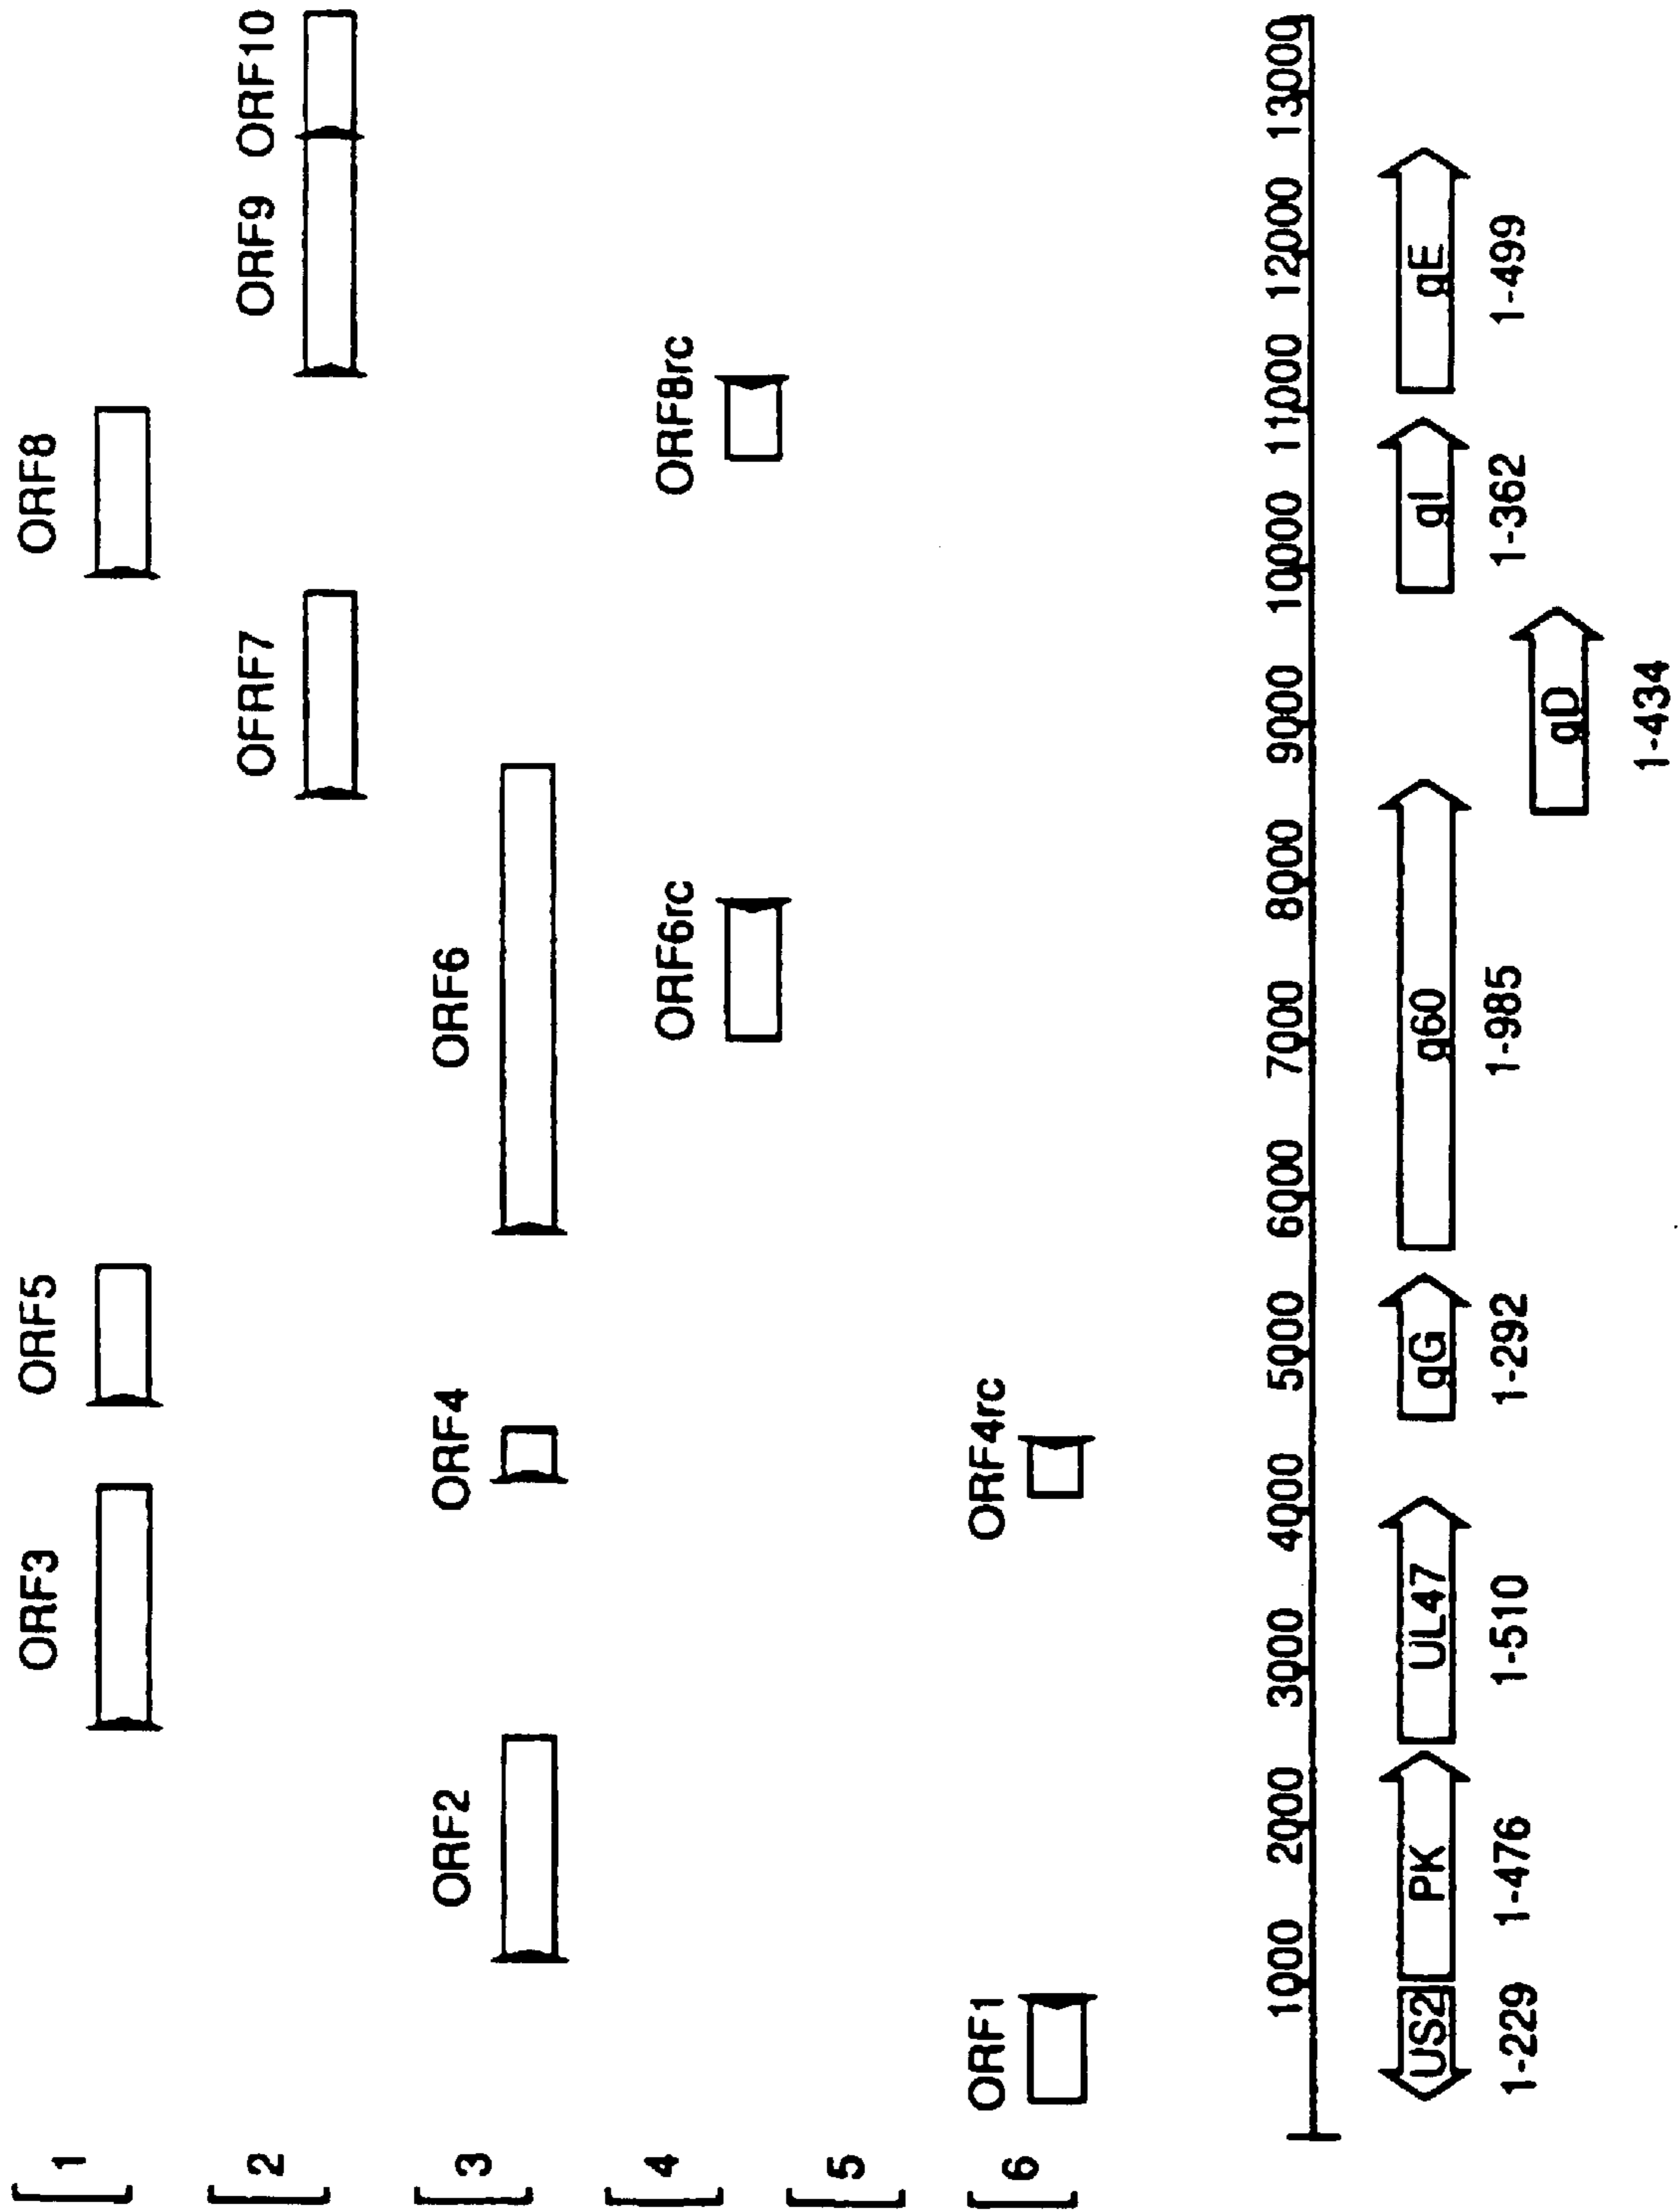 1
ORF3
ORF5
ORF8
2
OFRF7
ORF9
ORF10
3
ORF2
ORF4
ORF6
4
ORF6rc
ORF8rc
5
6
ORF1
ORF4rc
1000
2000
3000
4000
5000
6000
7000
8000
9000
10000
11000
12000
13000
US2
PK
UL47
gG
g60
gI
gE
1-229
1-476
1-510
1-292
1-985
1-362
1-499
gD
1-434